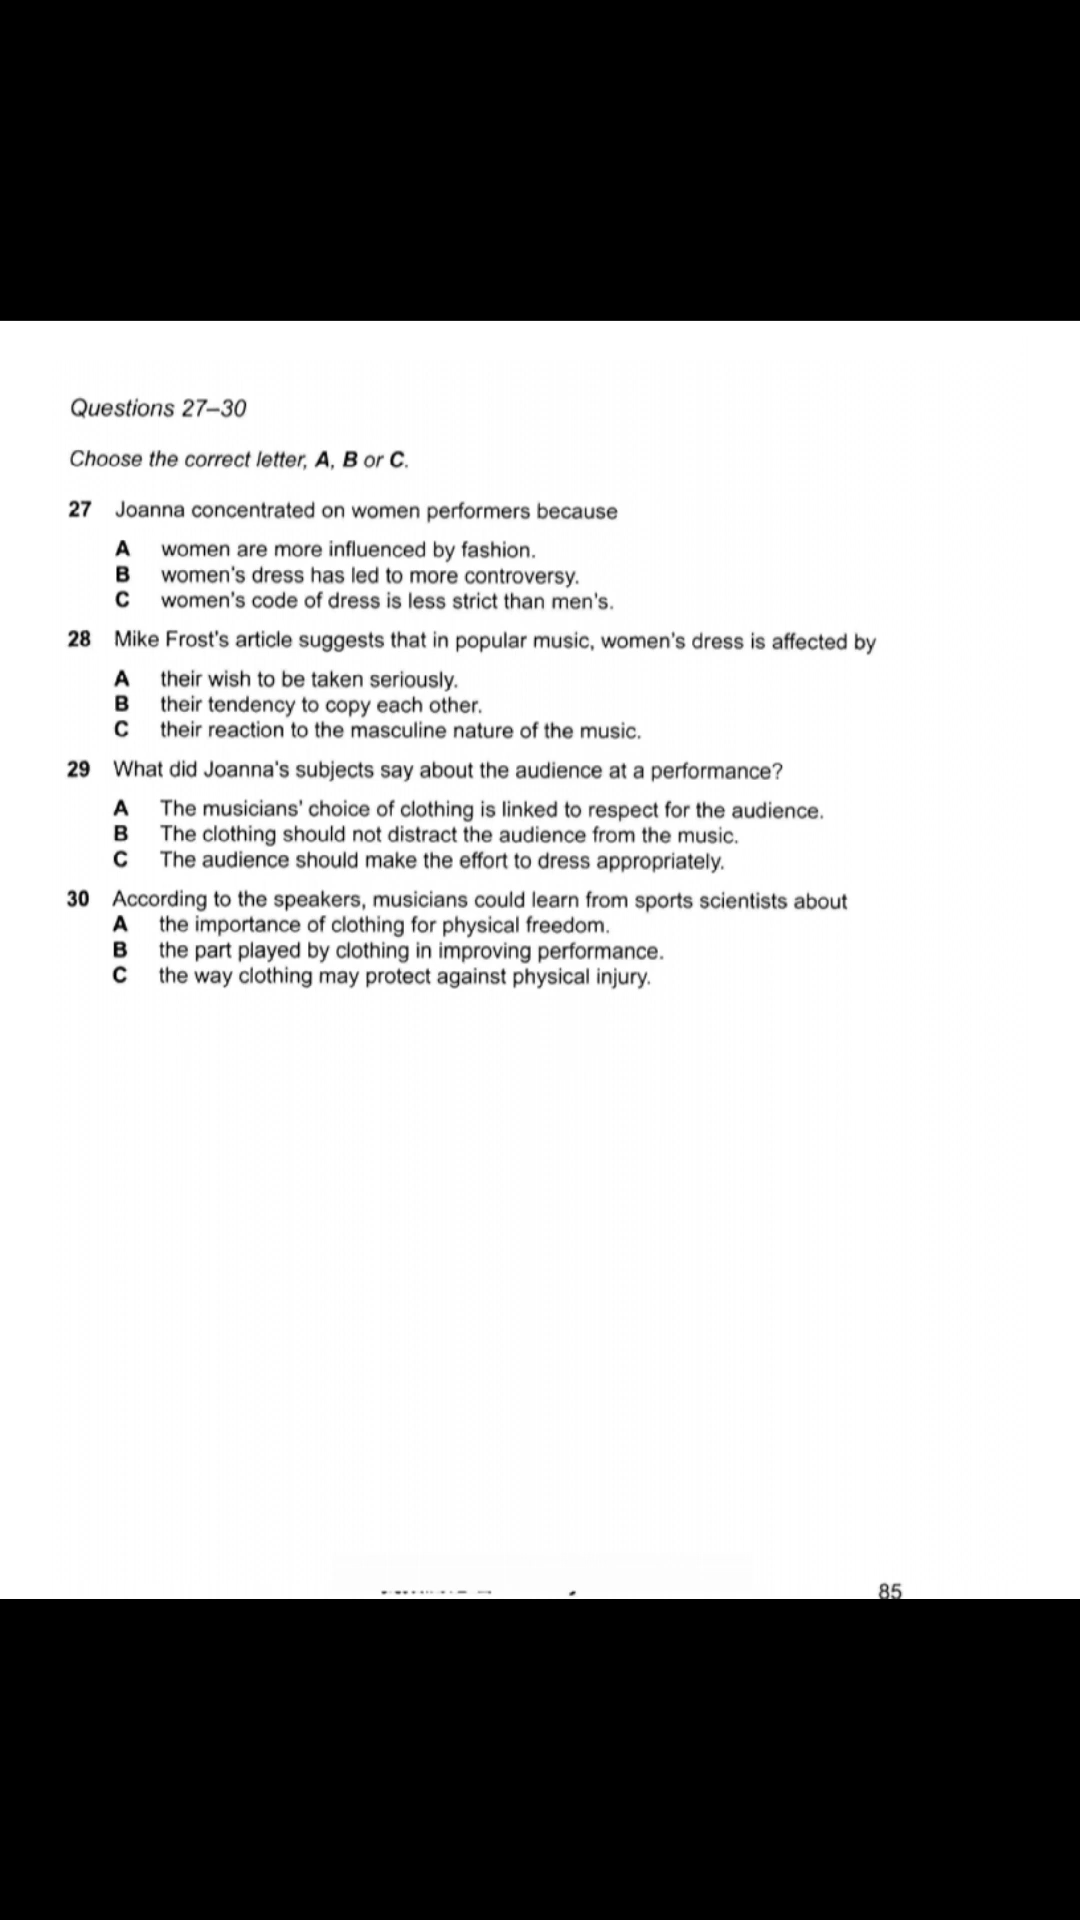 Questions 27–30
Choose the correct letter, A, B or C.
27 Joanna concentrated on women performers because
A women are more influenced by fashion.
B women's dress has led to more controversy.
C women's code of dress is less strict than men's.
28 Mike Frost's article suggests that in popular music, women's dress is affected by
A their wish to be taken seriously.
B their tendency to copy each other.
C their reaction to the masculine nature of the music.
29 What did Joanna's subjects say about the audience at a performance?
A The musicians' choice of clothing is linked to respect for the audience.
B The clothing should not distract the audience from the music.
C The audience should make the effort to dress appropriately.
30 According to the speakers, musicians could learn from sports scientists about
A the importance of clothing for physical freedom.
B the part played by clothing in improving performance.
C the way clothing may protect against physical injury.
85